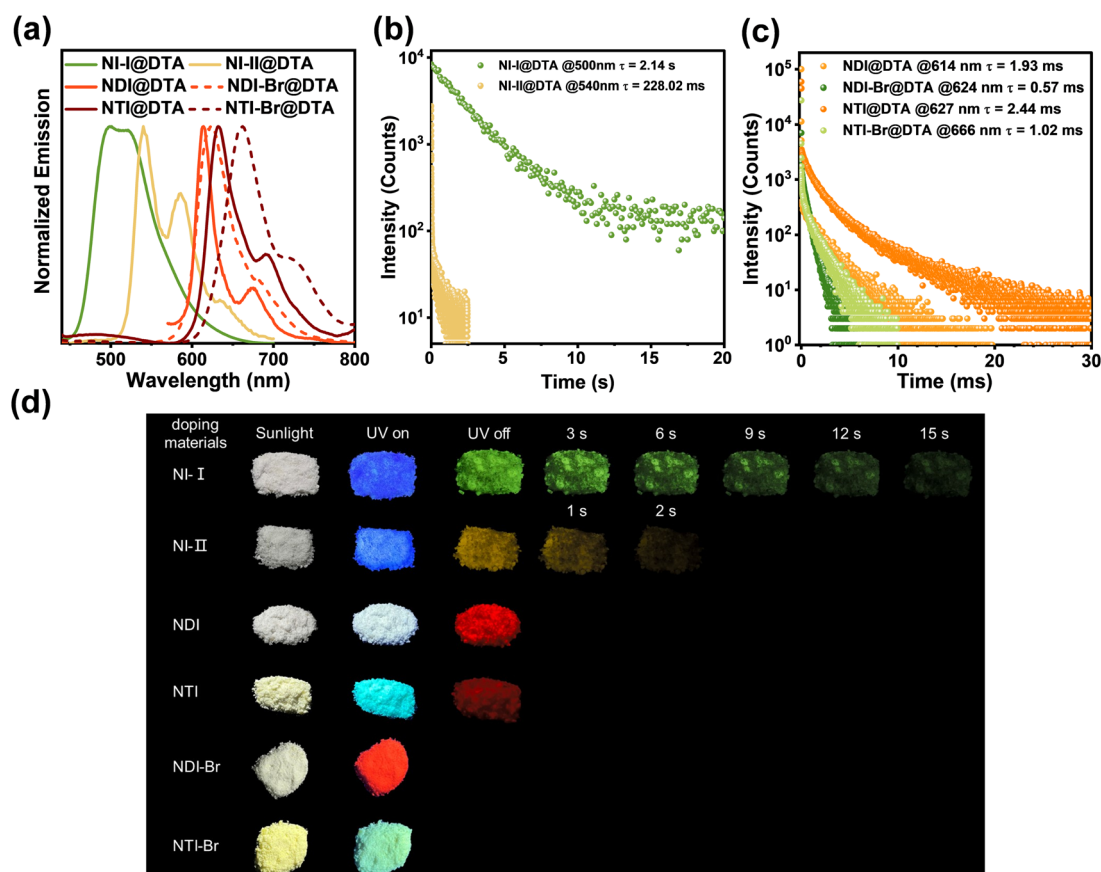 (a)
NI-I@DTA
NI-II@DTA
NDI@DTA
NDI-Br@DTA
NTI@DTA
NTI-Br@DTA
Normalized Emission
500
600
700
800
Wavelength (nm)
(b)
NI-I@DTA @500nm τ = 2.14 s
NI-II@DTA @540nm τ = 228.02 ms
Intensity (Counts)
10⁴
10³
10²
10¹
0
5
10
15
20
Time (s)
(c)
NDI@DTA @614 nm τ = 1.93 ms
NDI-Br@DTA @624 nm τ = 0.57 ms
NTI@DTA @627 nm τ = 2.44 ms
NTI-Br@DTA @666 nm τ = 1.02 ms
Intensity (Counts)
10⁵
10⁴
10³
10²
10¹
10⁰
0
10
20
30
Time (ms)
(d)
doping
materials
Sunlight
UV on
UV off
3 s
6 s
9 s
12 s
15 s
NI-Ⅰ
1 s
2 s
NI-Ⅱ
NDI
NTI
NDI-Br
NTI-Br